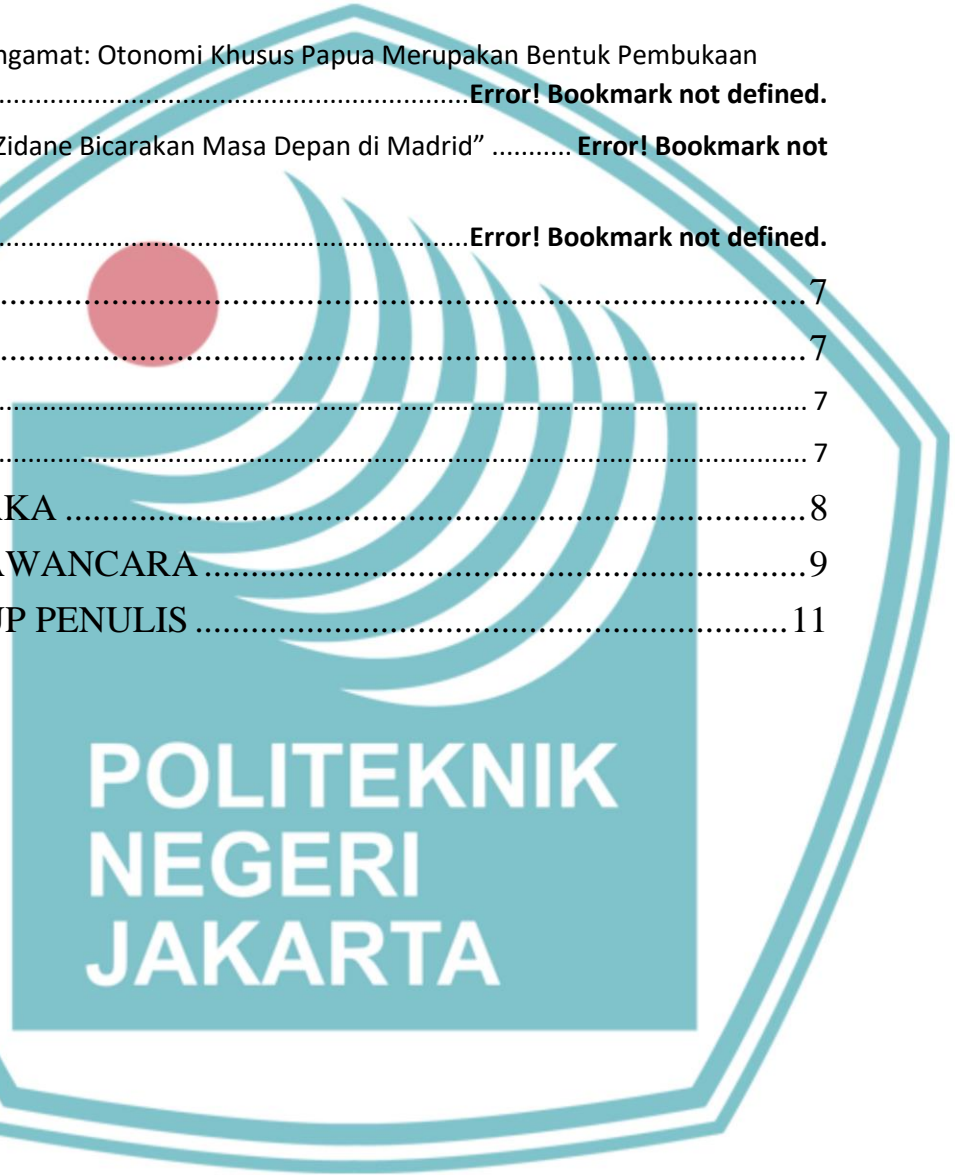 ngamat: Otonomi Khusus Papua Merupakan Bentuk Pembukaan
..........Error! Bookmark not defined.
Zidane Bicarakan Masa Depan di Madrid” ........... Error! Bookmark not
..........Error! Bookmark not defined.
..........7
..........7
.......... 7
.......... 7
KA ..........8
AWANCARA ..........9
UP PENULIS ..........11
POLITEKNIK
NEGERI
JAKARTA